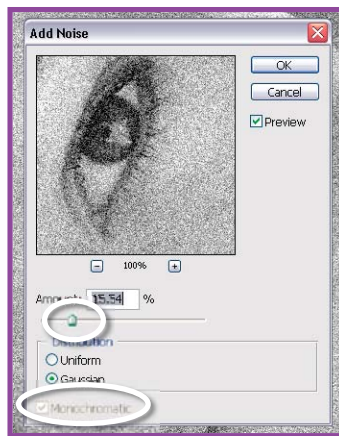 Add Noise
OK
Cancel
Preview
100%
Amount: 15.54 %
Distribution
Uniform
Gaussian
Monochromatic